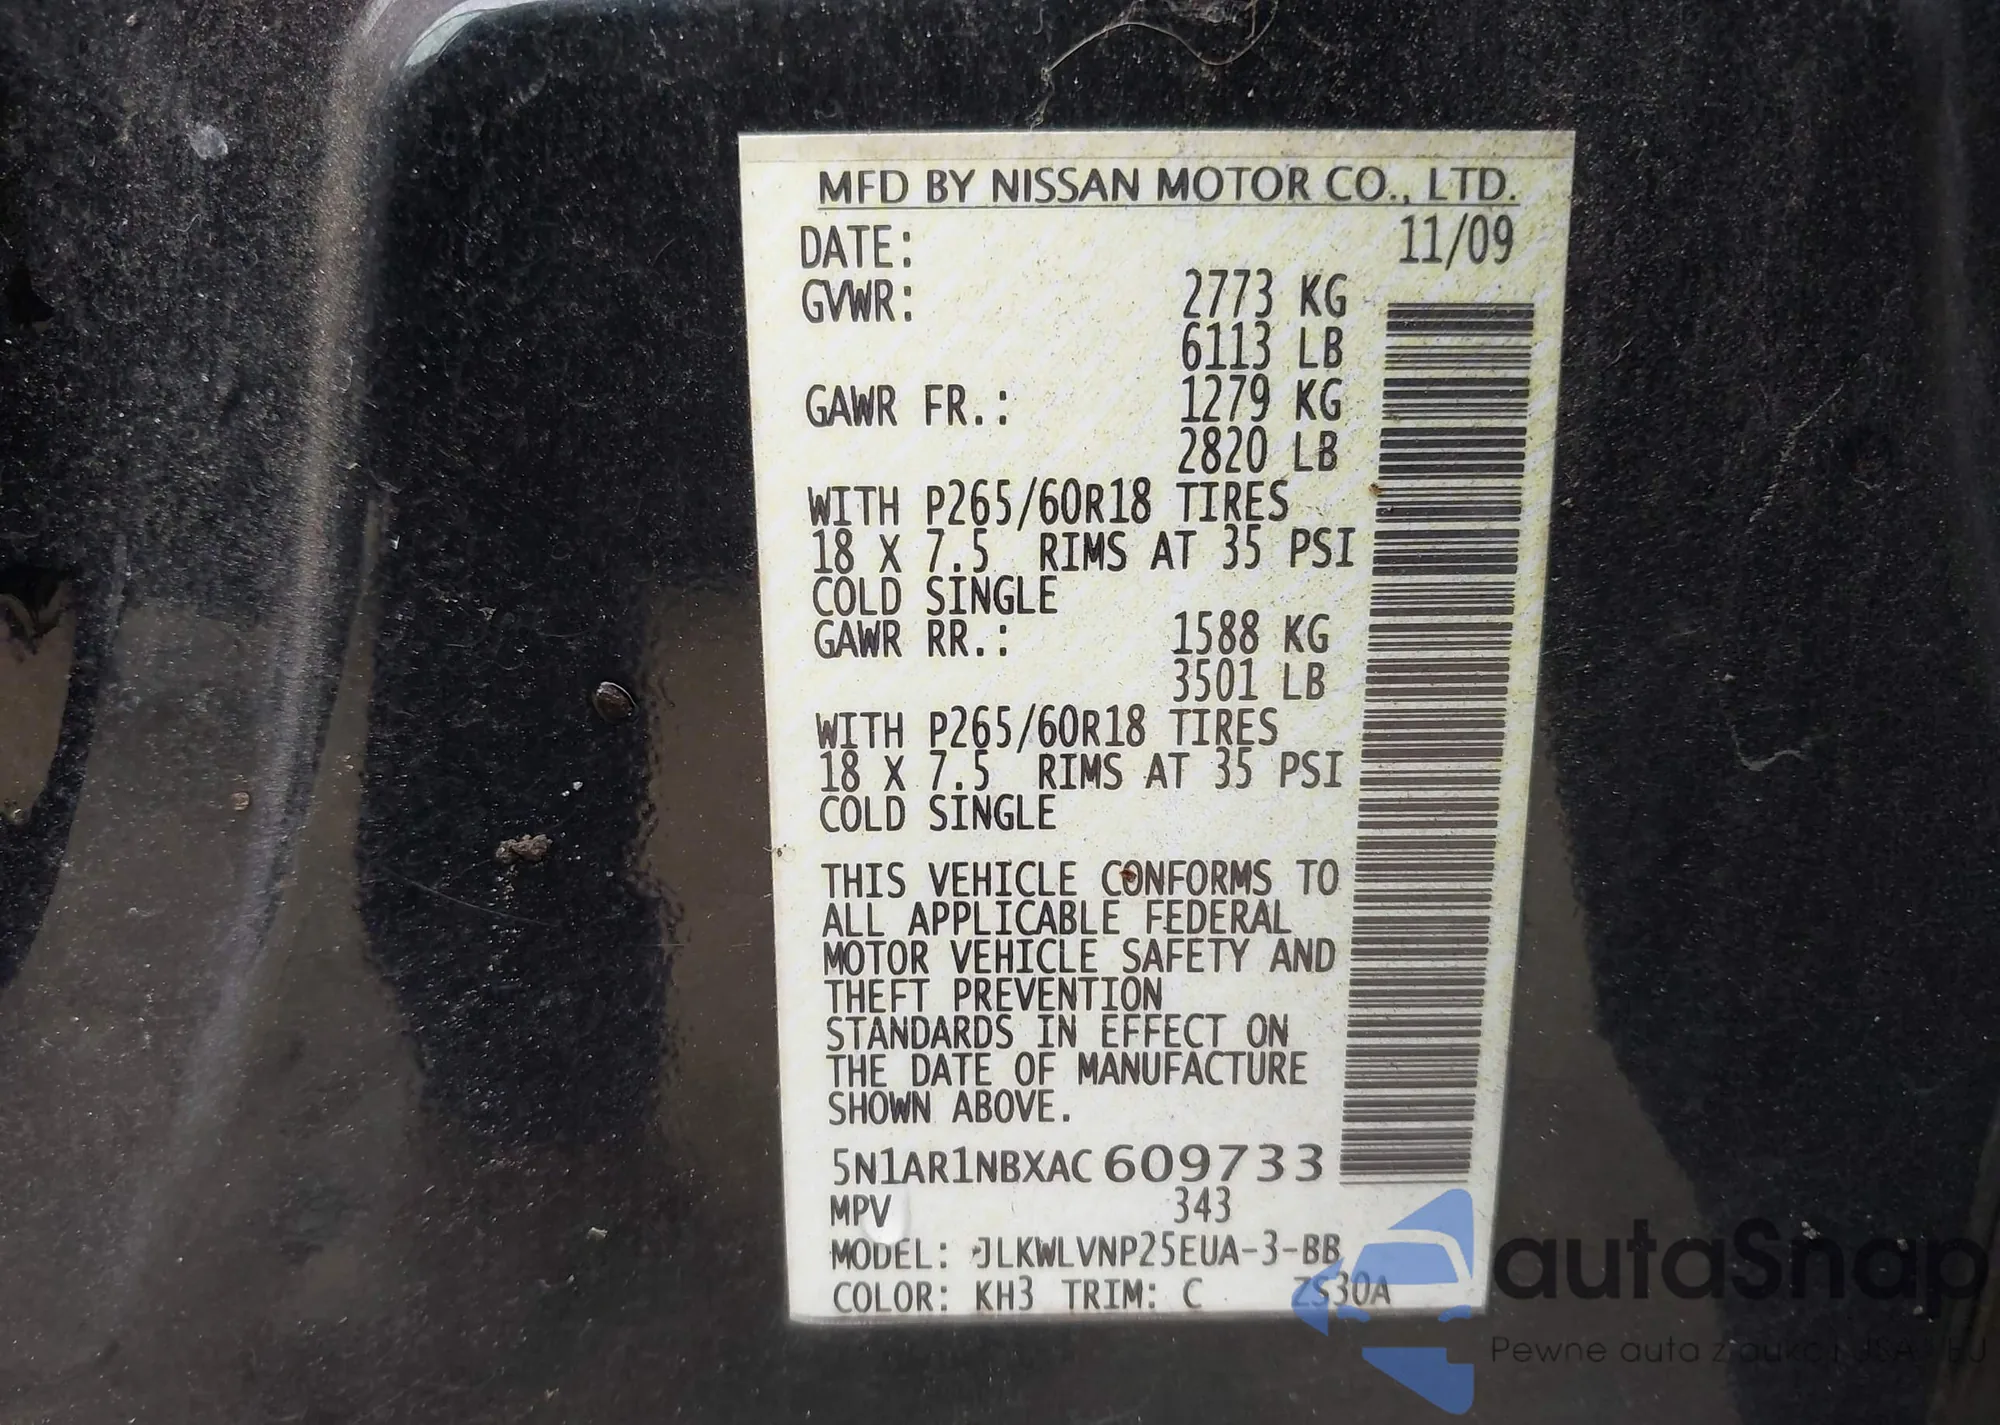 MFD BY NISSAN MOTOR CO., LTD.
DATE: 11/09
GVWR: 2773 KG
6113 LB
GAWR FR.: 1279 KG
2820 LB
WITH P265/60R18 TIRES
18 X 7.5 RIMS AT 35 PSI
COLD SINGLE
GAWR RR.: 1588 KG
3501 LB
WITH P265/60R18 TIRES
18 X 7.5 RIMS AT 35 PSI
COLD SINGLE
THIS VEHICLE CONFORMS TO
ALL APPLICABLE FEDERAL
MOTOR VEHICLE SAFETY AND
THEFT PREVENTION
STANDARDS IN EFFECT ON
THE DATE OF MANUFACTURE
SHOWN ABOVE.
5N1AR1NBXAC609733
MPV 343
MODEL: JLKWLVNP25EUA-3-BB
COLOR: KH3 TRIM: C ZS30A
autaSnap
Pewne auta z aukcji USA